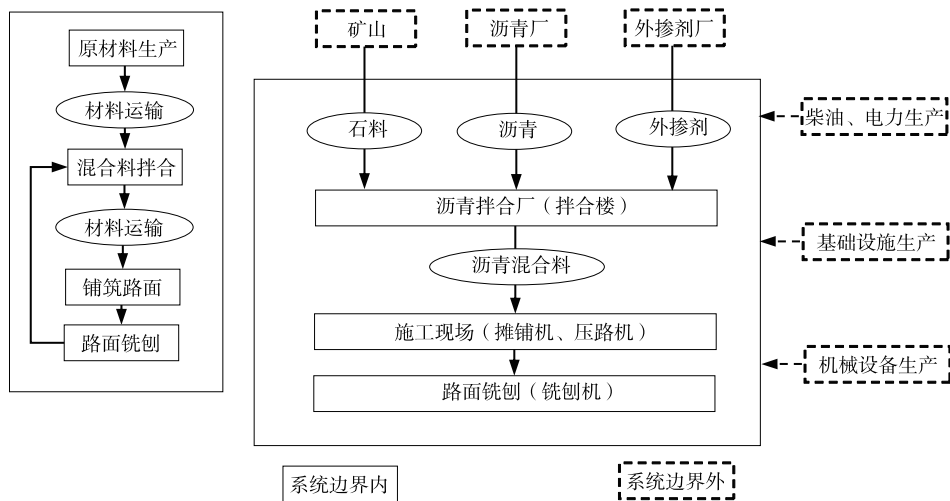 原材料生产
材料运输
混合料拌合
材料运输
铺筑路面
路面铣刨
矿山
沥青厂
外掺剂厂
石料
沥青
外掺剂
沥青拌合厂（拌合楼）
沥青混合料
施工现场（摊铺机、压路机）
路面铣刨（铣刨机）
柴油、电力生产
基础设施生产
机械设备生产
系统边界内
系统边界外